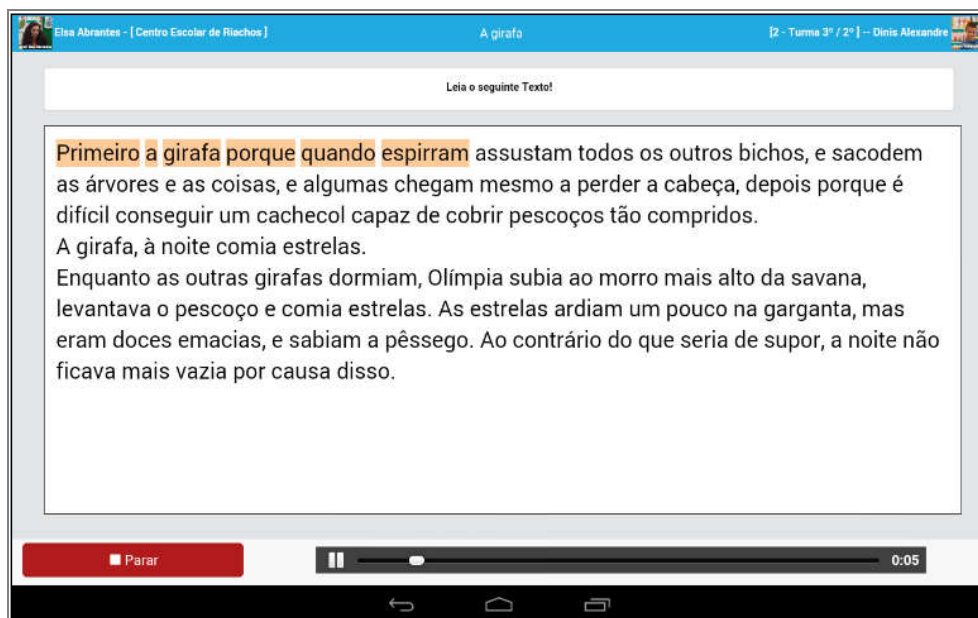 Elsa Abrantes - [ Centro Escolar de Riachos ]
A girafa
[2 - Turma 3º / 2º ] -- Dinis Alexandre
Leia o seguinte Texto!
Primeiro a girafa porque quando espirram assustam todos os outros bichos, e sacodem
as árvores e as coisas, e algumas chegam mesmo a perder a cabeça, depois porque é
difícil conseguir um cachecol capaz de cobrir pescoços tão compridos.
A girafa, à noite comia estrelas.
Enquanto as outras girafas dormiam, Olímpia subia ao morro mais alto da savana,
levantava o pescoço e comia estrelas. As estrelas ardiam um pouco na garganta, mas
eram doces emacias, e sabiam a pêssego. Ao contrário do que seria de supor, a noite não
ficava mais vazia por causa disso.
Parar
0:05